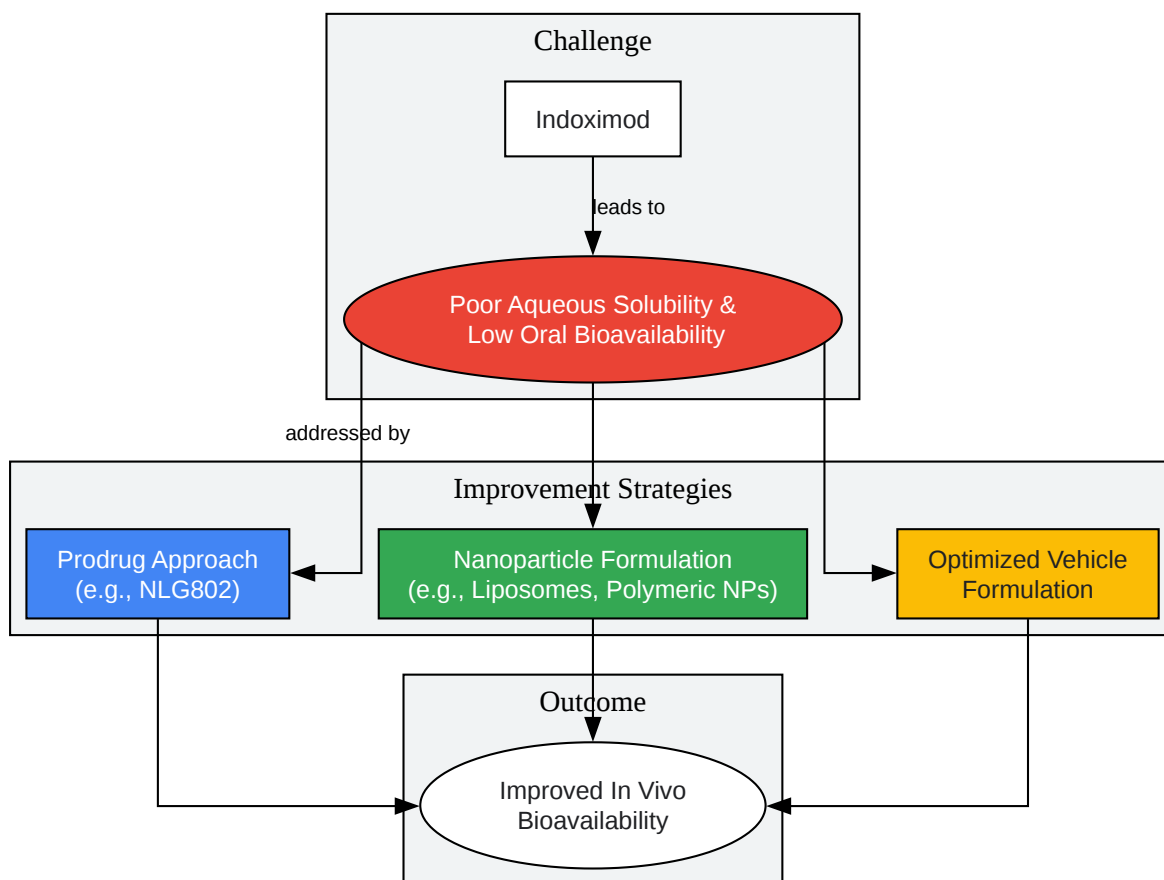 Challenge
Indoximod
leads to
Poor Aqueous Solubility &
Low Oral Bioavailability
addressed by
Improvement Strategies
Prodrug Approach
(e.g., NLG802)
Nanoparticle Formulation
(e.g., Liposomes, Polymeric NPs)
Optimized Vehicle
Formulation
Outcome
Improved In Vivo
Bioavailability